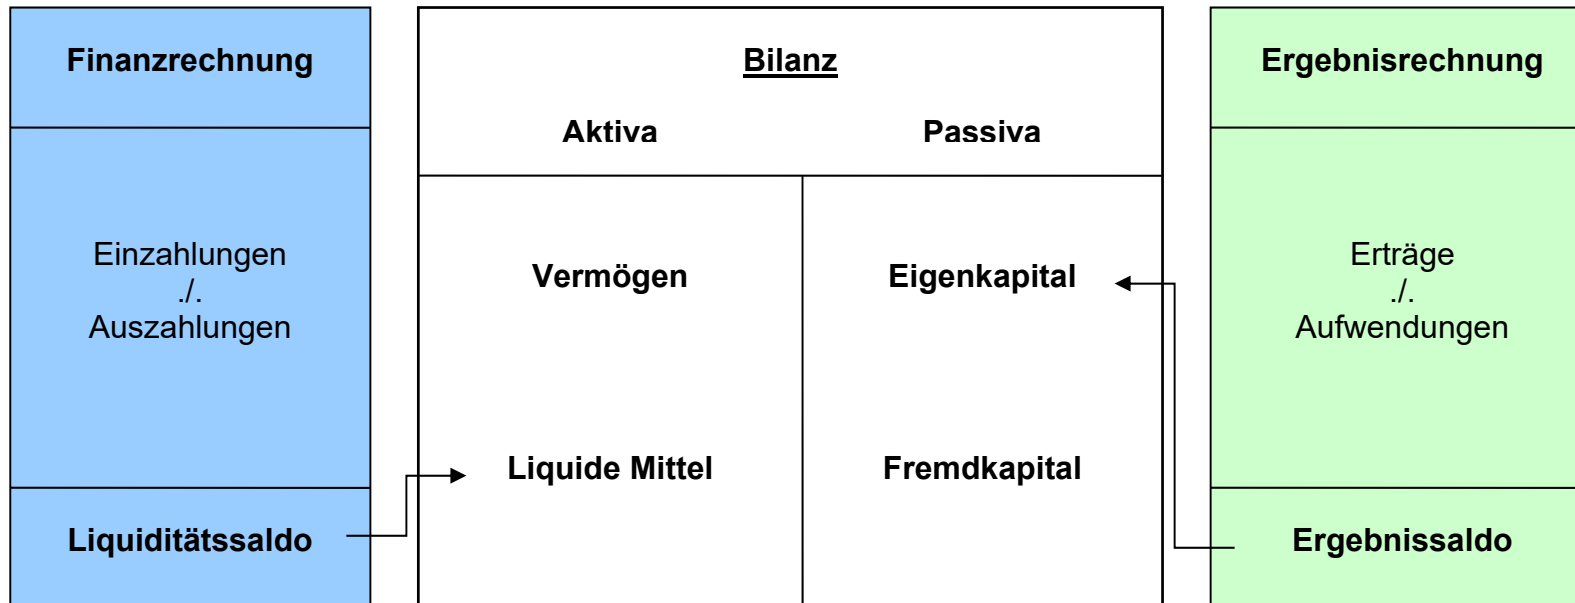 Finanzrechnung
Einzahlungen
./.
Auszahlungen
Liquiditätssaldo
Bilanz
Aktiva Passiva
Vermögen Eigenkapital
Liquide Mittel Fremdkapital
Ergebnisrechnung
Erträge
./.
Aufwendungen
Ergebnissaldo